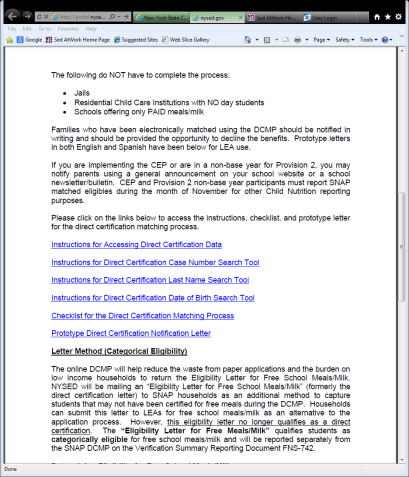 http://portal.nysed...
New York State C...
nysed.gov
Sed AtWork Home Page
User Login
File Edit Go to Favorites Help
Google Sed AtWork Home Page Suggested Sites Web Slice Gallery Page Safety Tools
The following do NOT have to complete the process:
• Jails
• Residential Child Care Institutions with NO day students
• Schools offering only PAID meals/milk
Families who have been electronically matched using the DCMP should be notified in
writing and should be provided the opportunity to decline the benefits. Prototype letters
in both English and Spanish have been below for LEA use.
If you are implementing the CEP or are in a non-base year for Provision 2, you may
notify parents using a general announcement on your school website or a school
newsletter/bulletin. CEP and Provision 2 non-base year participants must report SNAP
matched eligibles during the month of November for other Child Nutrition reporting
purposes.
Please click on the links below to access the instructions, checklist, and prototype letter
for the direct certification matching process.
Instructions for Accessing Direct Certification Data
Instructions for Direct Certification Case Number Search Tool
Instructions for Direct Certification Last Name Search Tool
Instructions for Direct Certification Date of Birth Search Tool
Checklist for the Direct Certification Matching Process
Prototype Direct Certification Notification Letter
Letter Method (Categorical Eligibility)
The online DCMP will help reduce the waste from paper applications and the burden on
low income households to return the Eligibility Letter for Free School Meals/Milk.
NYSED will be mailing an "Eligibility Letter for Free School Meals/Milk" (formerly the
direct certification letter) to SNAP households as an additional method to capture
students that may not have been certified for free meals during the DCMP. Households
can submit this letter to LEAs for free school meals/milk as an alternative to the
application process. However, this eligibility letter no longer qualifies as a direct
certification. The "Eligibility Letter for Free Meals/Milk" qualifies students as
categorically eligible for free school meals/milk and will be reported separately from
the SNAP DCMP on the Verification Summary Reporting Document FNS-742.
Done